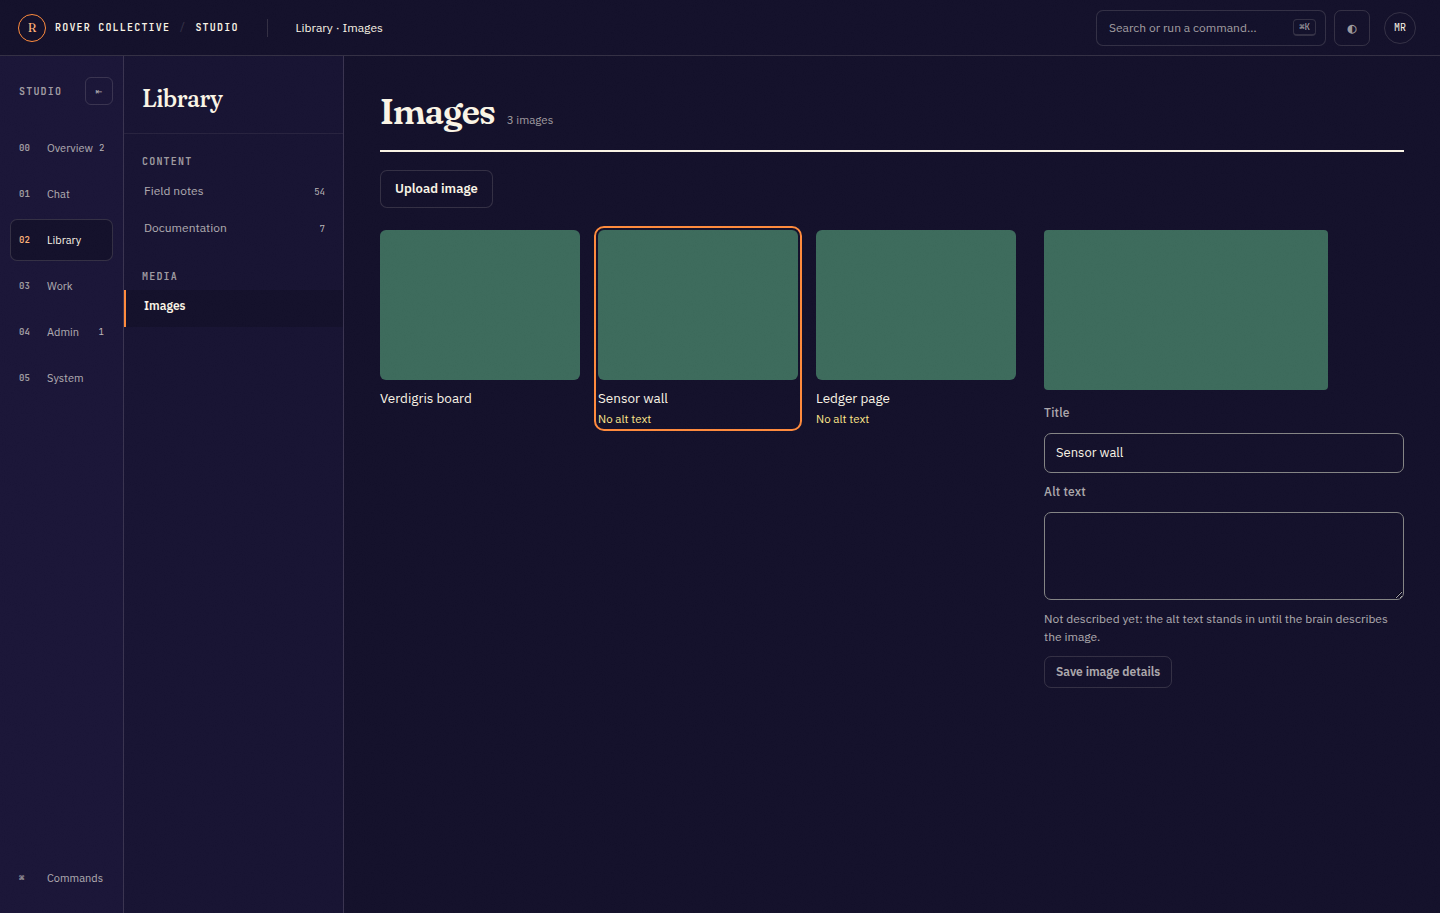 R ROVER COLLECTIVE / STUDIO
Library · Images
Search or run a command... ⌘K
MR
STUDIO
00 Overview 2
01 Chat
02 Library
03 Work
04 Admin 1
05 System
⌘ Commands
Library
CONTENT
Field notes 54
Documentation 7
MEDIA
Images
Images 3 images
Upload image
Verdigris board
Sensor wall
No alt text
Ledger page
No alt text
Title
Sensor wall
Alt text
Not described yet: the alt text stands in until the brain describes
the image.
Save image details